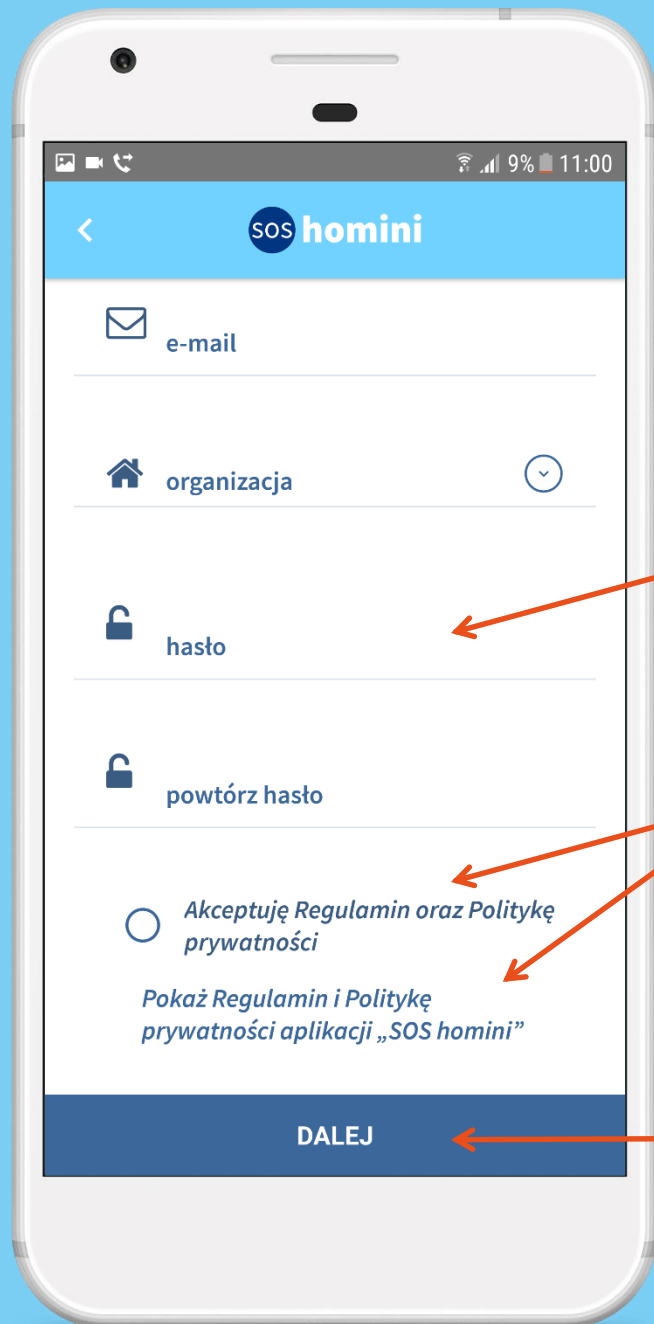 9% 11:00
SOS homini
e-mail
organizacja
hasło
powtórz hasło
Akceptuję Regulamin oraz Politykę
prywatności
Pokaż Regulamin i Politykę
prywatności aplikacji „SOS homini”
DALEJ